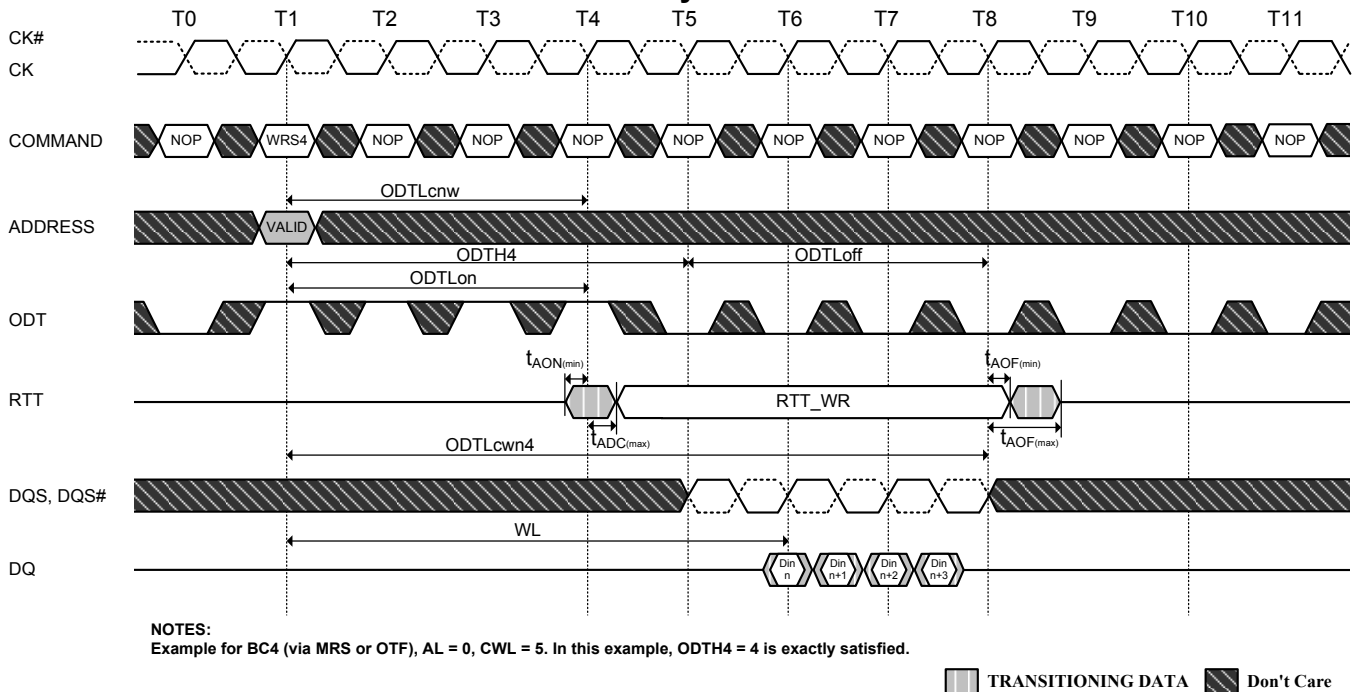 T0 T1 T2 T3 T4 T5 T6 T7 T8 T9 T10 T11
CK#
CK
COMMAND NOP WRS4 NOP NOP NOP NOP NOP NOP NOP NOP NOP NOP
ODTLcnw
ADDRESS VALID
ODTH4 ODTLoff
ODTLon
ODT
tAON(min) tAOF(min)
RTT RTT_WR
tADC(max) tAOF(max)
ODTLcwn4
DQS, DQS#
WL
DQ Din n Din n+1 Din n+2 Din n+3
NOTES:
Example for BC4 (via MRS or OTF), AL = 0, CWL = 5. In this example, ODTH4 = 4 is exactly satisfied.
TRANSITIONING DATA Don't Care